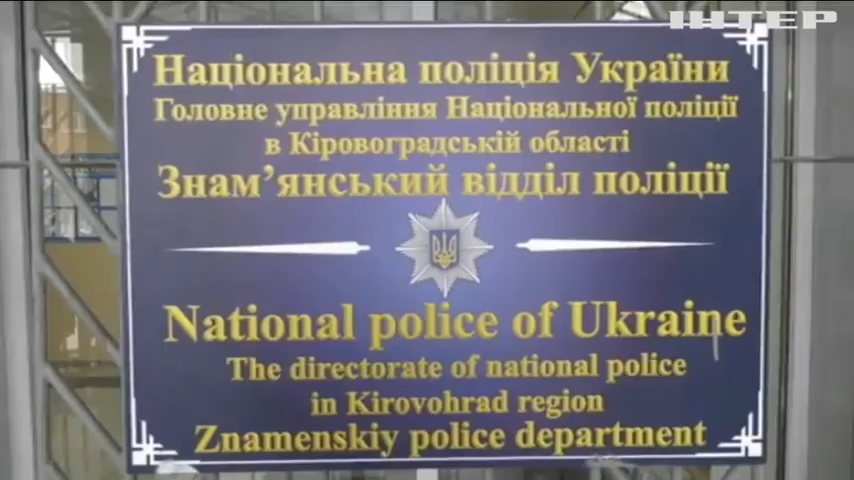 ІНТЕР
Національна поліція України
Головне управління Національної поліції
в Кіровоградській області
Знам’янський відділ поліції
National police of Ukraine
The directorate of national police
in Kirovohrad region
Znamenskiy police department